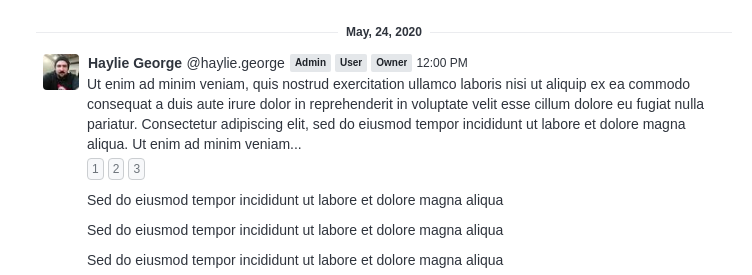 May, 24, 2020
Haylie George @haylie.george Admin User Owner 12:00 PM
Ut enim ad minim veniam, quis nostrud exercitation ullamco laboris nisi ut aliquip ex ea commodo
consequat a duis aute irure dolor in reprehenderit in voluptate velit esse cillum dolore eu fugiat nulla
pariatur. Consectetur adipiscing elit, sed do eiusmod tempor incididunt ut labore et dolore magna
aliqua. Ut enim ad minim veniam...
1 2 3
Sed do eiusmod tempor incididunt ut labore et dolore magna aliqua
Sed do eiusmod tempor incididunt ut labore et dolore magna aliqua
Sed do eiusmod tempor incididunt ut labore et dolore magna aliqua